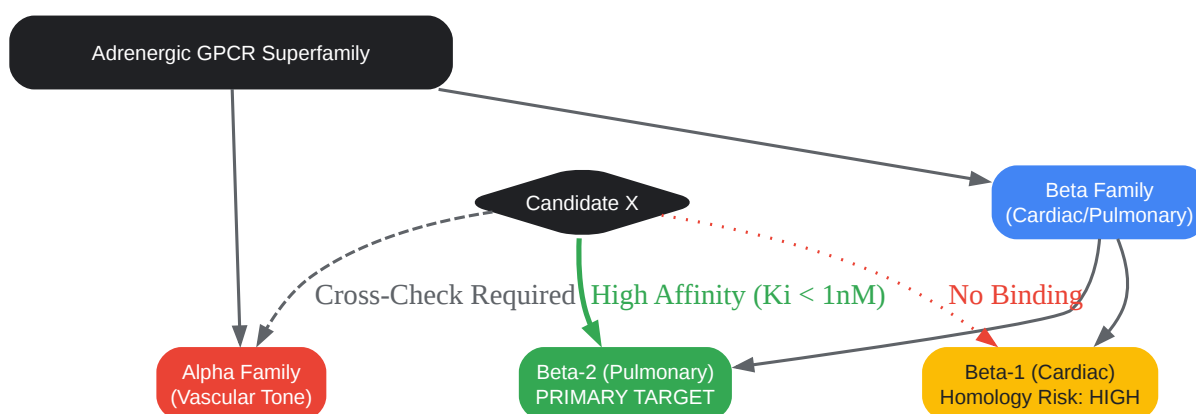 Adrenergic GPCR Superfamily
Candidate X
Beta Family
(Cardiac/Pulmonary)
Cross-Check Required
High Affinity (Ki < 1nM)
No Binding
Alpha Family
(Vascular Tone)
Beta-2 (Pulmonary)
PRIMARY TARGET
Beta-1 (Cardiac)
Homology Risk: HIGH